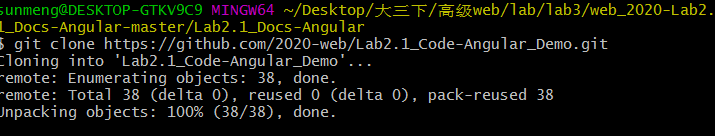 sunmeng@DESKTOP-GTKV9C9 MINGW64 ~/Desktop/大三下/高级web/lab/lab3/web_2020-Lab2.
1_Docs-Angular-master/Lab2.1_Docs-Angular
$ git clone https://github.com/2020-web/Lab2.1_Code-Angular_Demo.git
Cloning into 'Lab2.1_Code-Angular_Demo'...
remote: Enumerating objects: 38, done.
remote: Total 38 (delta 0), reused 0 (delta 0), pack-reused 38
Unpacking objects: 100% (38/38), done.